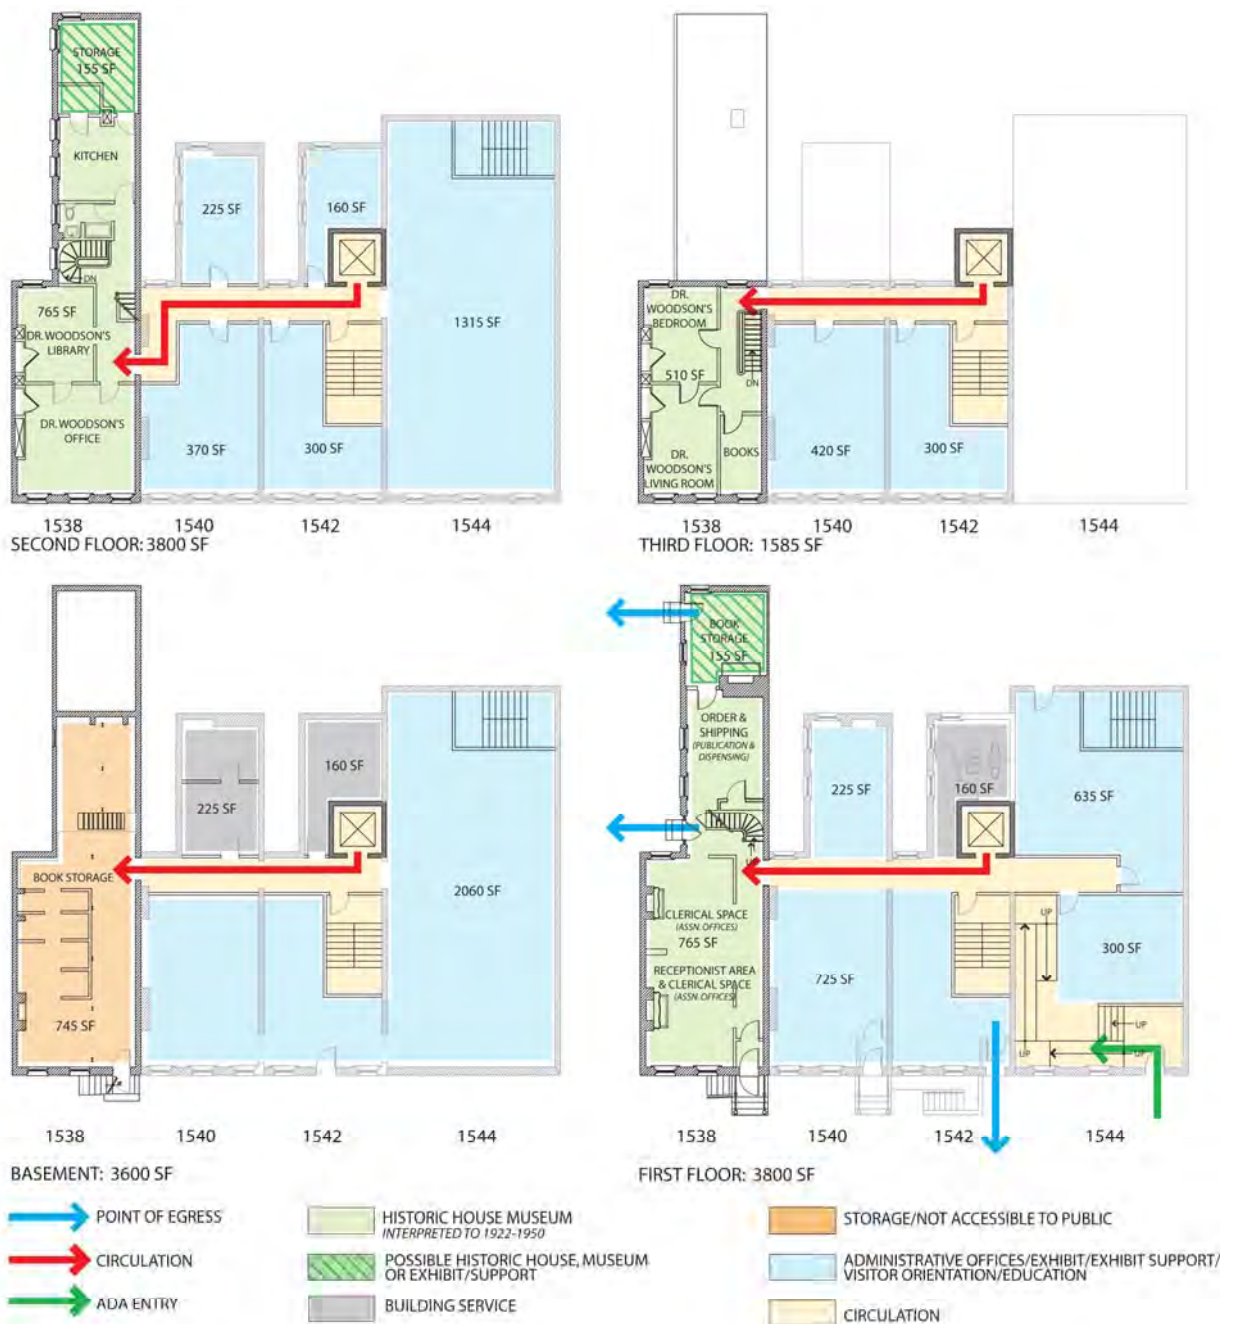 STORAGE
155 SF
KITCHEN
DN
765 SF
DR. WOODSON'S
LIBRARY
DR. WOODSON'S
OFFICE
225 SF
160 SF
1315 SF
370 SF
300 SF
1538
1540
1542
1544
SECOND FLOOR: 3800 SF
DR.
WOODSON'S
BEDROOM
510 SF
DN
DR.
WOODSON'S
LIVING ROOM
BOOKS
420 SF
300 SF
1538
1540
1542
1544
THIRD FLOOR: 1585 SF
225 SF
160 SF
BOOK STORAGE
745 SF
2060 SF
1538
1540
1542
1544
BASEMENT: 3600 SF
BOOK
STORAGE
155 SF
ORDER &
SHIPPING
(PUBLICATION &
DISPENSING)
CLERICAL SPACE
(ASSN. OFFICES)
765 SF
RECEPTIONIST AREA
& CLERICAL SPACE
(ASSN. OFFICES)
225 SF
160 SF
635 SF
725 SF
300 SF
UP
UP
UP
UP
1538
1540
1542
1544
FIRST FLOOR: 3800 SF
POINT OF EGRESS
CIRCULATION
ADA ENTRY
HISTORIC HOUSE MUSEUM
INTERPRETED TO 1922-1950
POSSIBLE HISTORIC HOUSE, MUSEUM
OR EXHIBIT/SUPPORT
BUILDING SERVICE
STORAGE/NOT ACCESSIBLE TO PUBLIC
ADMINISTRATIVE OFFICES/EXHIBIT/EXHIBIT SUPPORT/
VISITOR ORIENTATION/EDUCATION
CIRCULATION